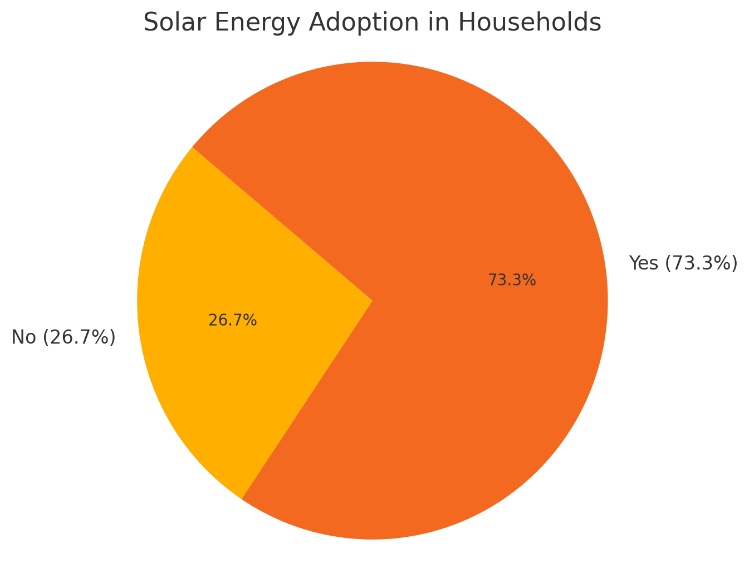 Solar Energy Adoption in Households
Yes (73.3%)
73.3%
26.7%
No (26.7%)